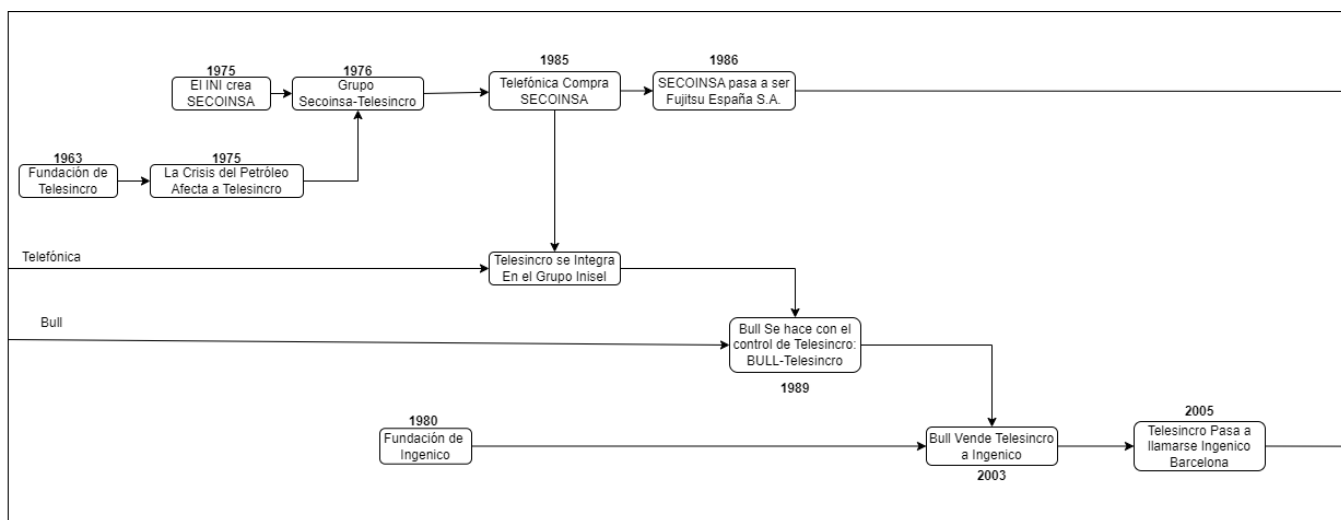 1975
El INI crea
SECOINSA
1976
Grupo
Secoinsa-Telesincro
1985
Telefónica Compra
SECOINSA
1986
SECOINSA pasa a ser
Fujitsu España S.A.
1963
Fundación de
Telesincro
1975
La Crisis del Petróleo
Afecta a Telesincro
Telefónica
Telesincro se Integra
En el Grupo Inisel
Bull
Bull Se hace con el
control de Telesincro:
BULL-Telesincro
1989
1980
Fundación de
Ingenico
Bull Vende Telesincro
a Ingenico
2003
2005
Telesincro Pasa a
llamarse Ingenico
Barcelona